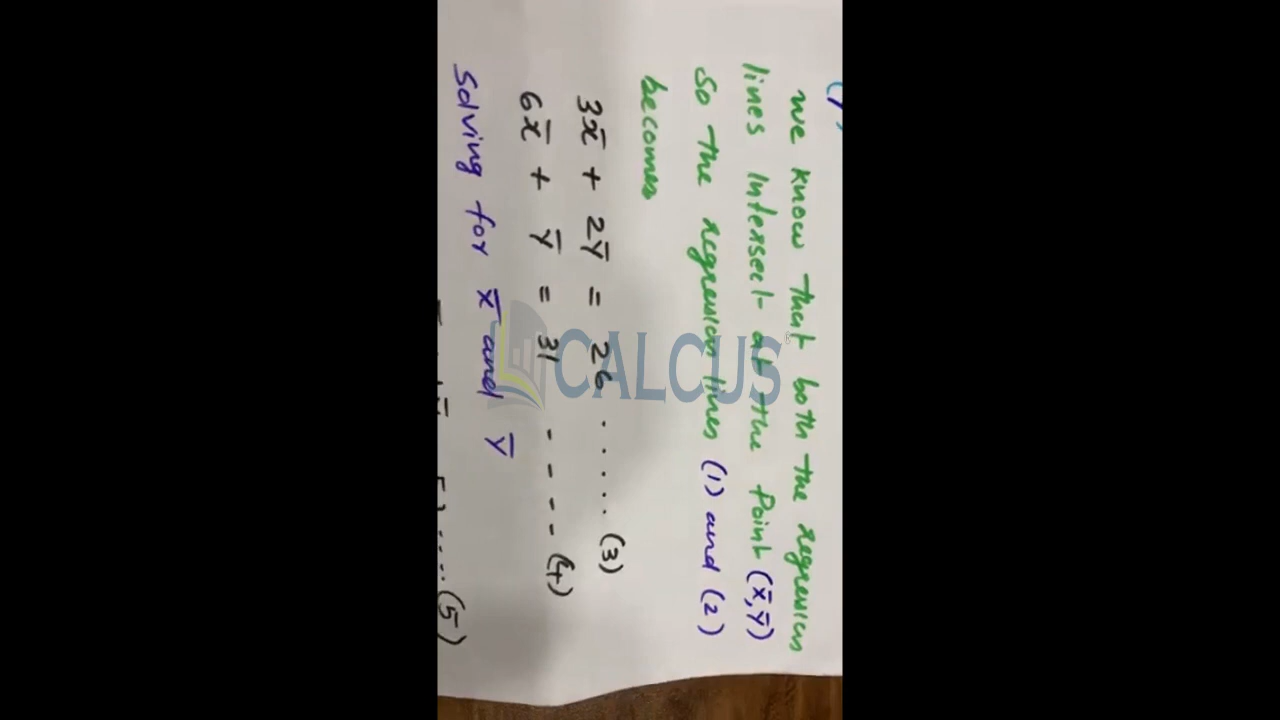 we know that both the regression
lines intersect at the Point (x̄,ȳ)
So the regression lines (1) and (2)
becomes
3x̄ + 2ȳ = 26 ..... (3)
6x̄ + ȳ = 31 ----- (4)
Solving for x̄ and ȳ
.... (5)
CALCUS®